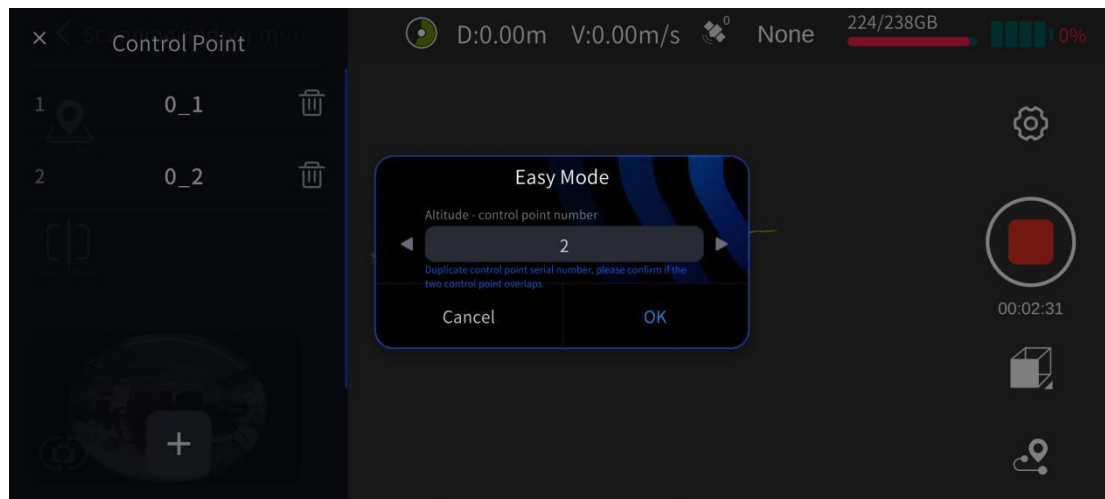 × Control Point
D:0.00m V:0.00m/s 0 None 224/238GB 0%
1 0_1
2 0_2
Easy Mode
Altitude - control point number
2
Duplicate control point serial number, please confirm if the
two control point overlaps
Cancel OK
00:02:31
+